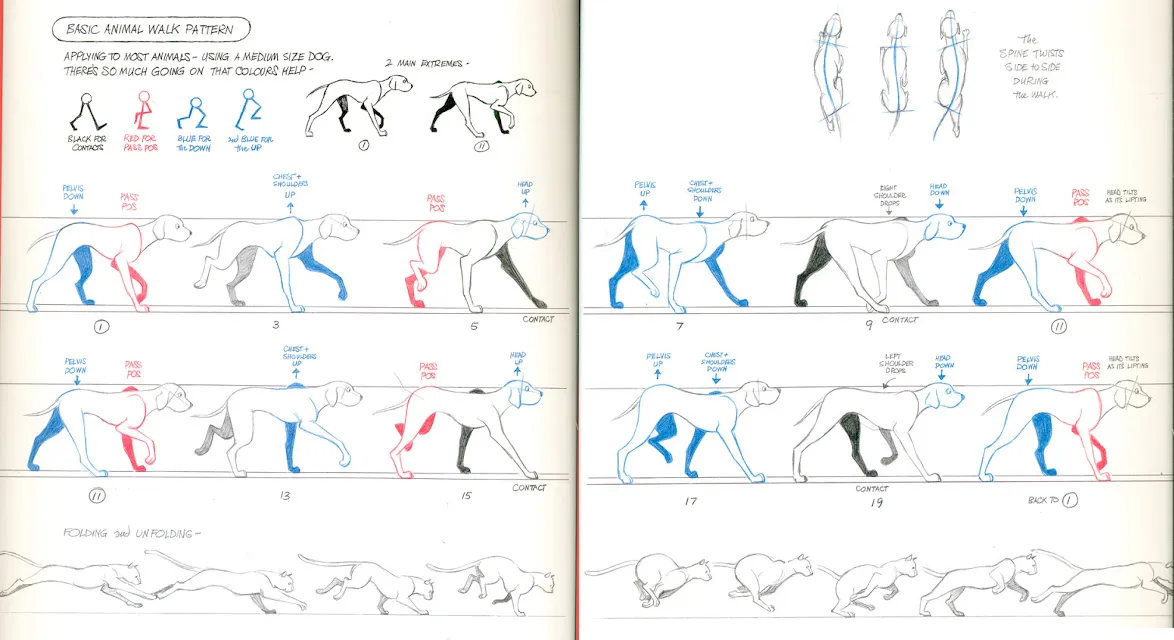 BASIC ANIMAL WALK PATTERN
APPLYING TO MOST ANIMALS – USING A MEDIUM SIZE DOG.
THERE'S SO MUCH GOING ON THAT COLOURS HELP –
2 MAIN EXTREMES –
BLACK FOR
CONTACTS
RED FOR
PASS POS
BLUE FOR
the DOWN
and BLUE FOR
the UP
1
11
PELVIS
DOWN
PASS
POS
CHEST +
SHOULDERS
UP
PASS
POS
HEAD
UP
1
3
5
CONTACT
PELVIS
DOWN
PASS
POS
CHEST +
SHOULDERS
UP
PASS
POS
HEAD
UP
11
13
15
CONTACT
FOLDING and UNFOLDING –
The
SPINE TWISTS
SIDE to SIDE
DURING
the WALK.
PELVIS
UP
CHEST +
SHOULDERS
DOWN
RIGHT
SHOULDER
DROPS
HEAD
DOWN
PELVIS
DOWN
PASS
POS
HEAD TILTS
AS ITS LIFTING
7
9
CONTACT
11
PELVIS
UP
CHEST +
SHOULDERS
DOWN
LEFT
SHOULDER
DROPS
HEAD
DOWN
PELVIS
DOWN
PASS
POS
HEAD TILTS
AS ITS LIFTING
17
CONTACT
19
BACK TO 1